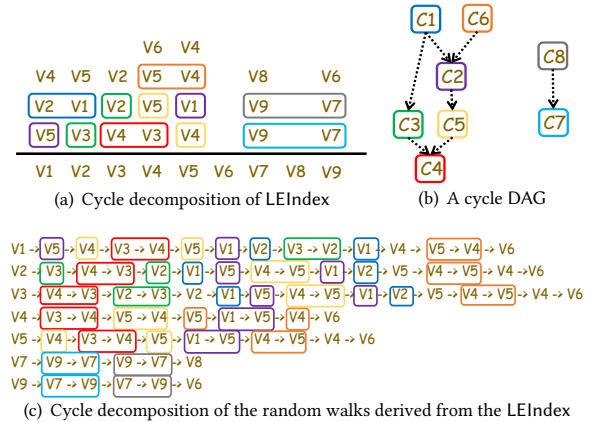 V6 V4
V4 V5 V2 V5 V4 V8 V6
V2 V1 V2 V5 V1 V9 V7
V5 V3 V4 V3 V4 V9 V7
V1 V2 V3 V4 V5 V6 V7 V8 V9
(a) Cycle decomposition of LEIndex
C1 C6
C8
C2
C3 C5 C7
C4
(b) A cycle DAG
V1 → V5 → V4 → V3 → V4 → V5 → V1 → V2 → V3 → V2 → V1 → V4 → V5 → V4 → V6
V2 → V3 → V4 → V3 → V2 → V1 → V5 → V4 → V5 → V1 → V2 → V5 → V4 → V5 → V4 → V6
V3 → V4 → V3 → V2 → V3 → V2 → V1 → V5 → V4 → V5 → V1 → V2 → V5 → V4 → V5 → V4 → V6
V4 → V3 → V4 → V5 → V4 → V5 → V1 → V5 → V4 → V6
V5 → V4 → V3 → V4 → V5 → V1 → V5 → V4 → V5 → V4 → V6
V7 → V9 → V7 → V9 → V7 → V8
V9 → V7 → V9 → V7 → V9 → V6
(c) Cycle decomposition of the random walks derived from the LEIndex